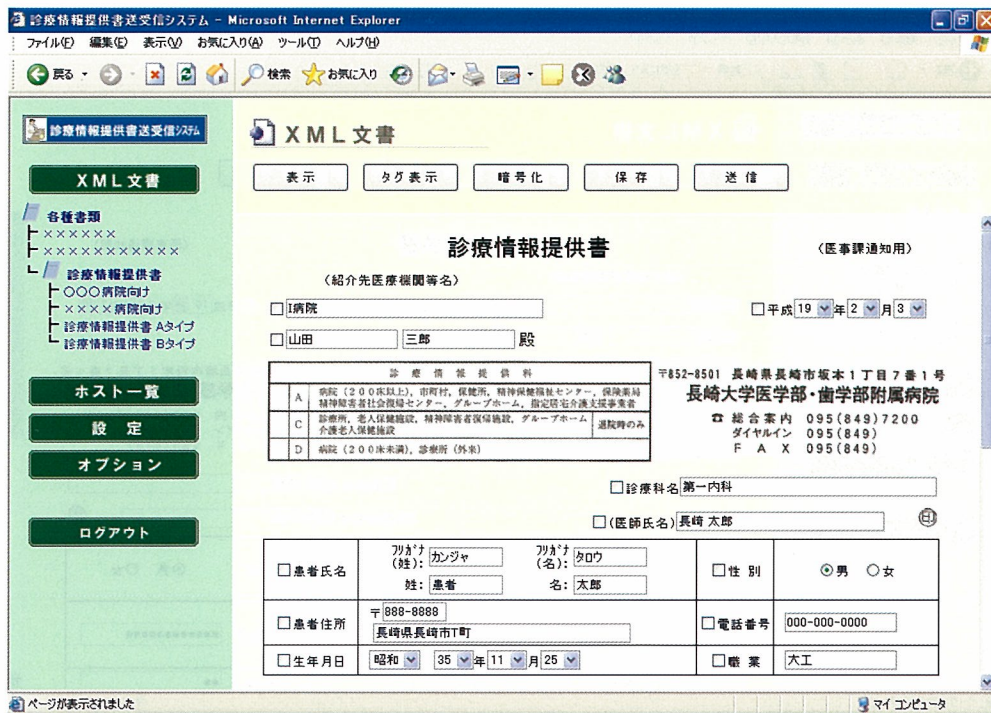 診療情報提供書送受信システム - Microsoft Internet Explorer
ファイル(F) 編集(E) 表示(V) お気に入り(A) ツール(T) ヘルプ(H)
戻る 検索 お気に入り
診療情報提供書送受信システム
XML文書
各種書類
××××××
×××××××××××
診療情報提供書
○○○病院向け
××××病院向け
診療情報提供書 Aタイプ
診療情報提供書 Bタイプ
ホスト一覧
設 定
オプション
ログアウト
XML文書
表 示 タグ表示 暗号化 保 存 送 信
診療情報提供書 (医事課通知用)
(紹介先医療機関等名)
I病院 平成 19 年 2 月 3
山田 三郎 殿
診 療 情 報 提 供 料
A 病院(200床以上), 市町村, 保健所, 精神保健福祉センター, 保険薬局
精神障害者社会復帰センター, グループホーム, 指定居宅介護支援事業者
C 診療所, 老人保健施設, 精神障害者復帰施設, グループホーム 退院時のみ
介護老人保健施設
D 病院(200床未満), 診療所(外来)
〒852-8501 長崎県長崎市坂本1丁目7番1号
長崎大学医学部・歯学部附属病院
☎ 総合案内 095(849)7200
ダイヤルイン 095(849)
F A X 095(849)
診療科名 第一内科
(医師氏名) 長崎 太郎 印
患者氏名 フリガナ(姓): カンジャ フリガナ(名): タロウ 性 別 男 女
姓: 患者 名: 太郎
患者住所 〒 888-8888 電話番号 000-000-0000
長崎県長崎市T町
生年月日 昭和 35 年 11 月 25 職 業 大工
ページが表示されました マイ コンピュータ